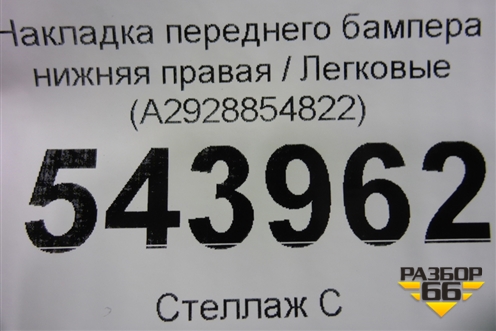 Накладка переднего бампера
нижняя правая / Легковые
(A2928854822)
543962
Стеллаж С
РАЗБОР
66